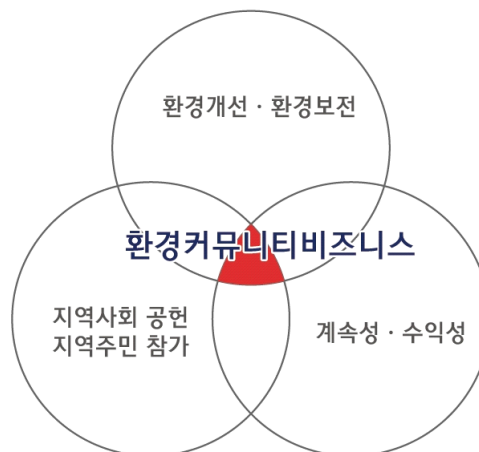 환경개선 · 환경보전
환경커뮤니티비즈니스
지역사회 공헌
지역주민 참가
계속성 · 수익성